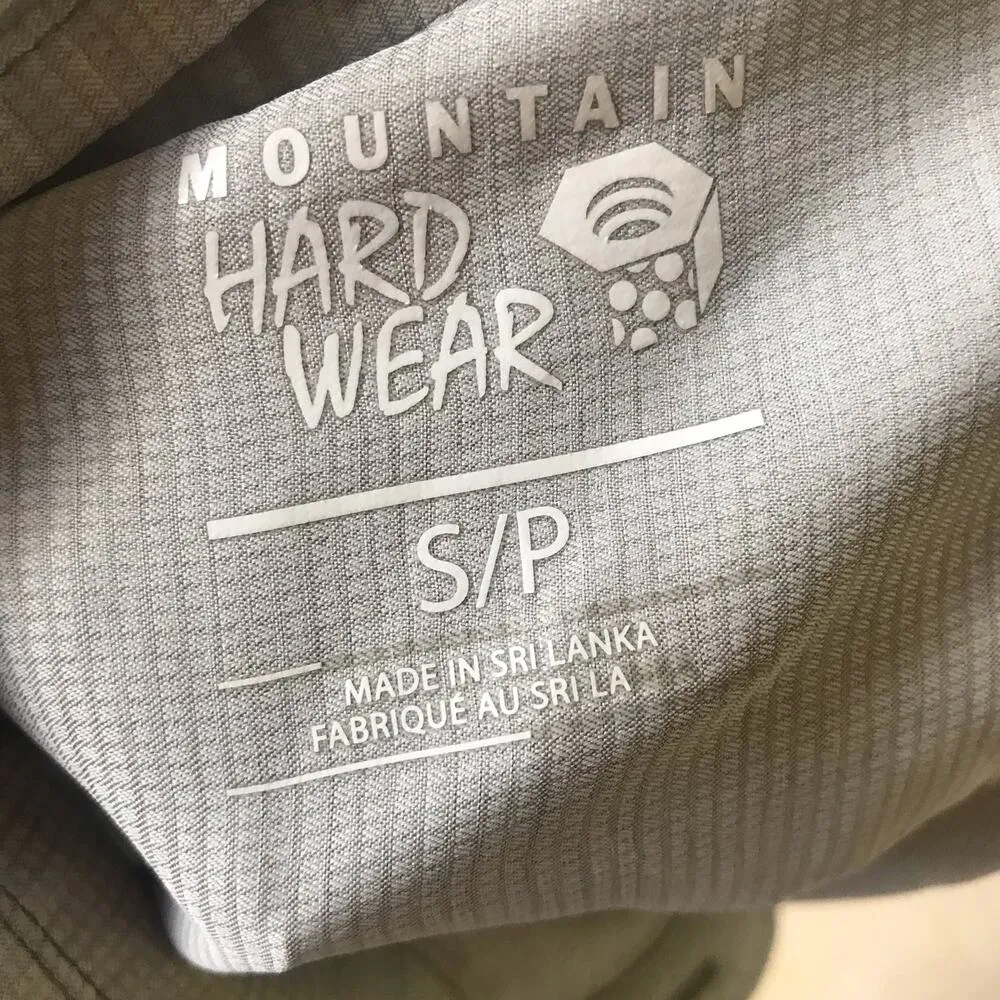 MOUNTAIN
HARD
WEAR
S/P
MADE IN SRI LANKA
FABRIQUÉ AU SRI LA